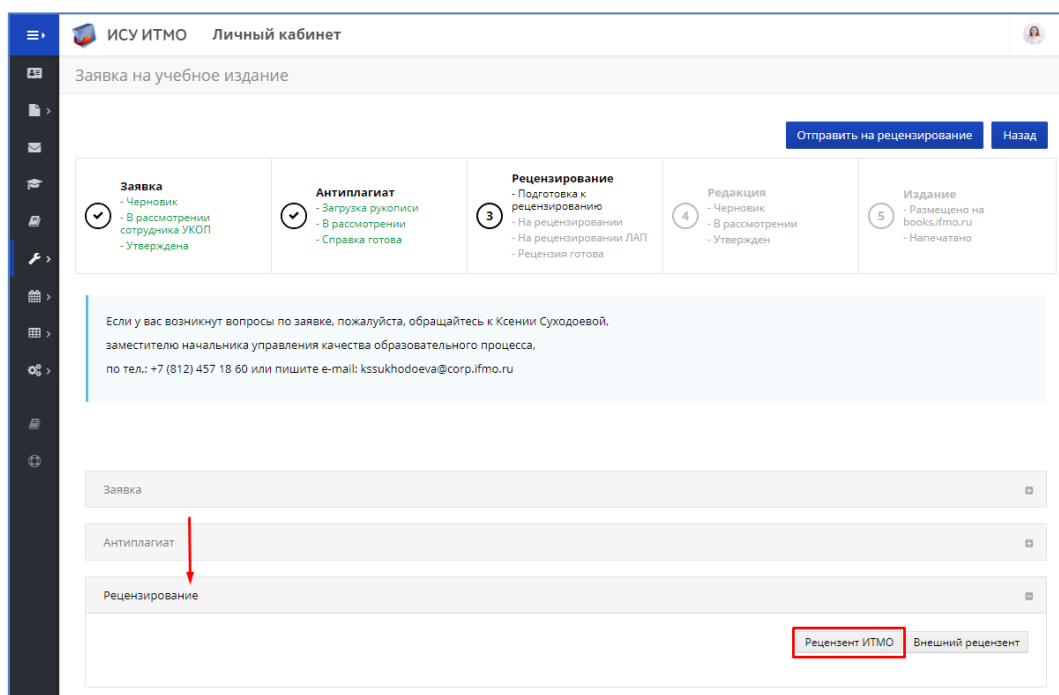 ИСУ ИТМО Личный кабинет
Заявка на учебное издание
Отправить на рецензирование Назад
Заявка
- Черновик
- В рассмотрении
сотрудника УКОП
- Утверждена
Антиплагиат
- Загрузка рукописи
- В рассмотрении
- Справка готова
3
Рецензирование
- Подготовка к
рецензированию
- На рецензировании
- На рецензировании ЛАП
- Рецензия готова
4
Редакция
- Черновик
- В рассмотрении
- Утвержден
5
Издание
- Размещено на
books.ifmo.ru
- Напечатано
Если у вас возникнут вопросы по заявке, пожалуйста, обращайтесь к Ксении Суходоевой,
заместителю начальника управления качества образовательного процесса,
по тел.: +7 (812) 457 18 60 или пишите e-mail: kssukhodoeva@corp.ifmo.ru
Заявка
Антиплагиат
Рецензирование
Рецензент ИТМО Внешний рецензент